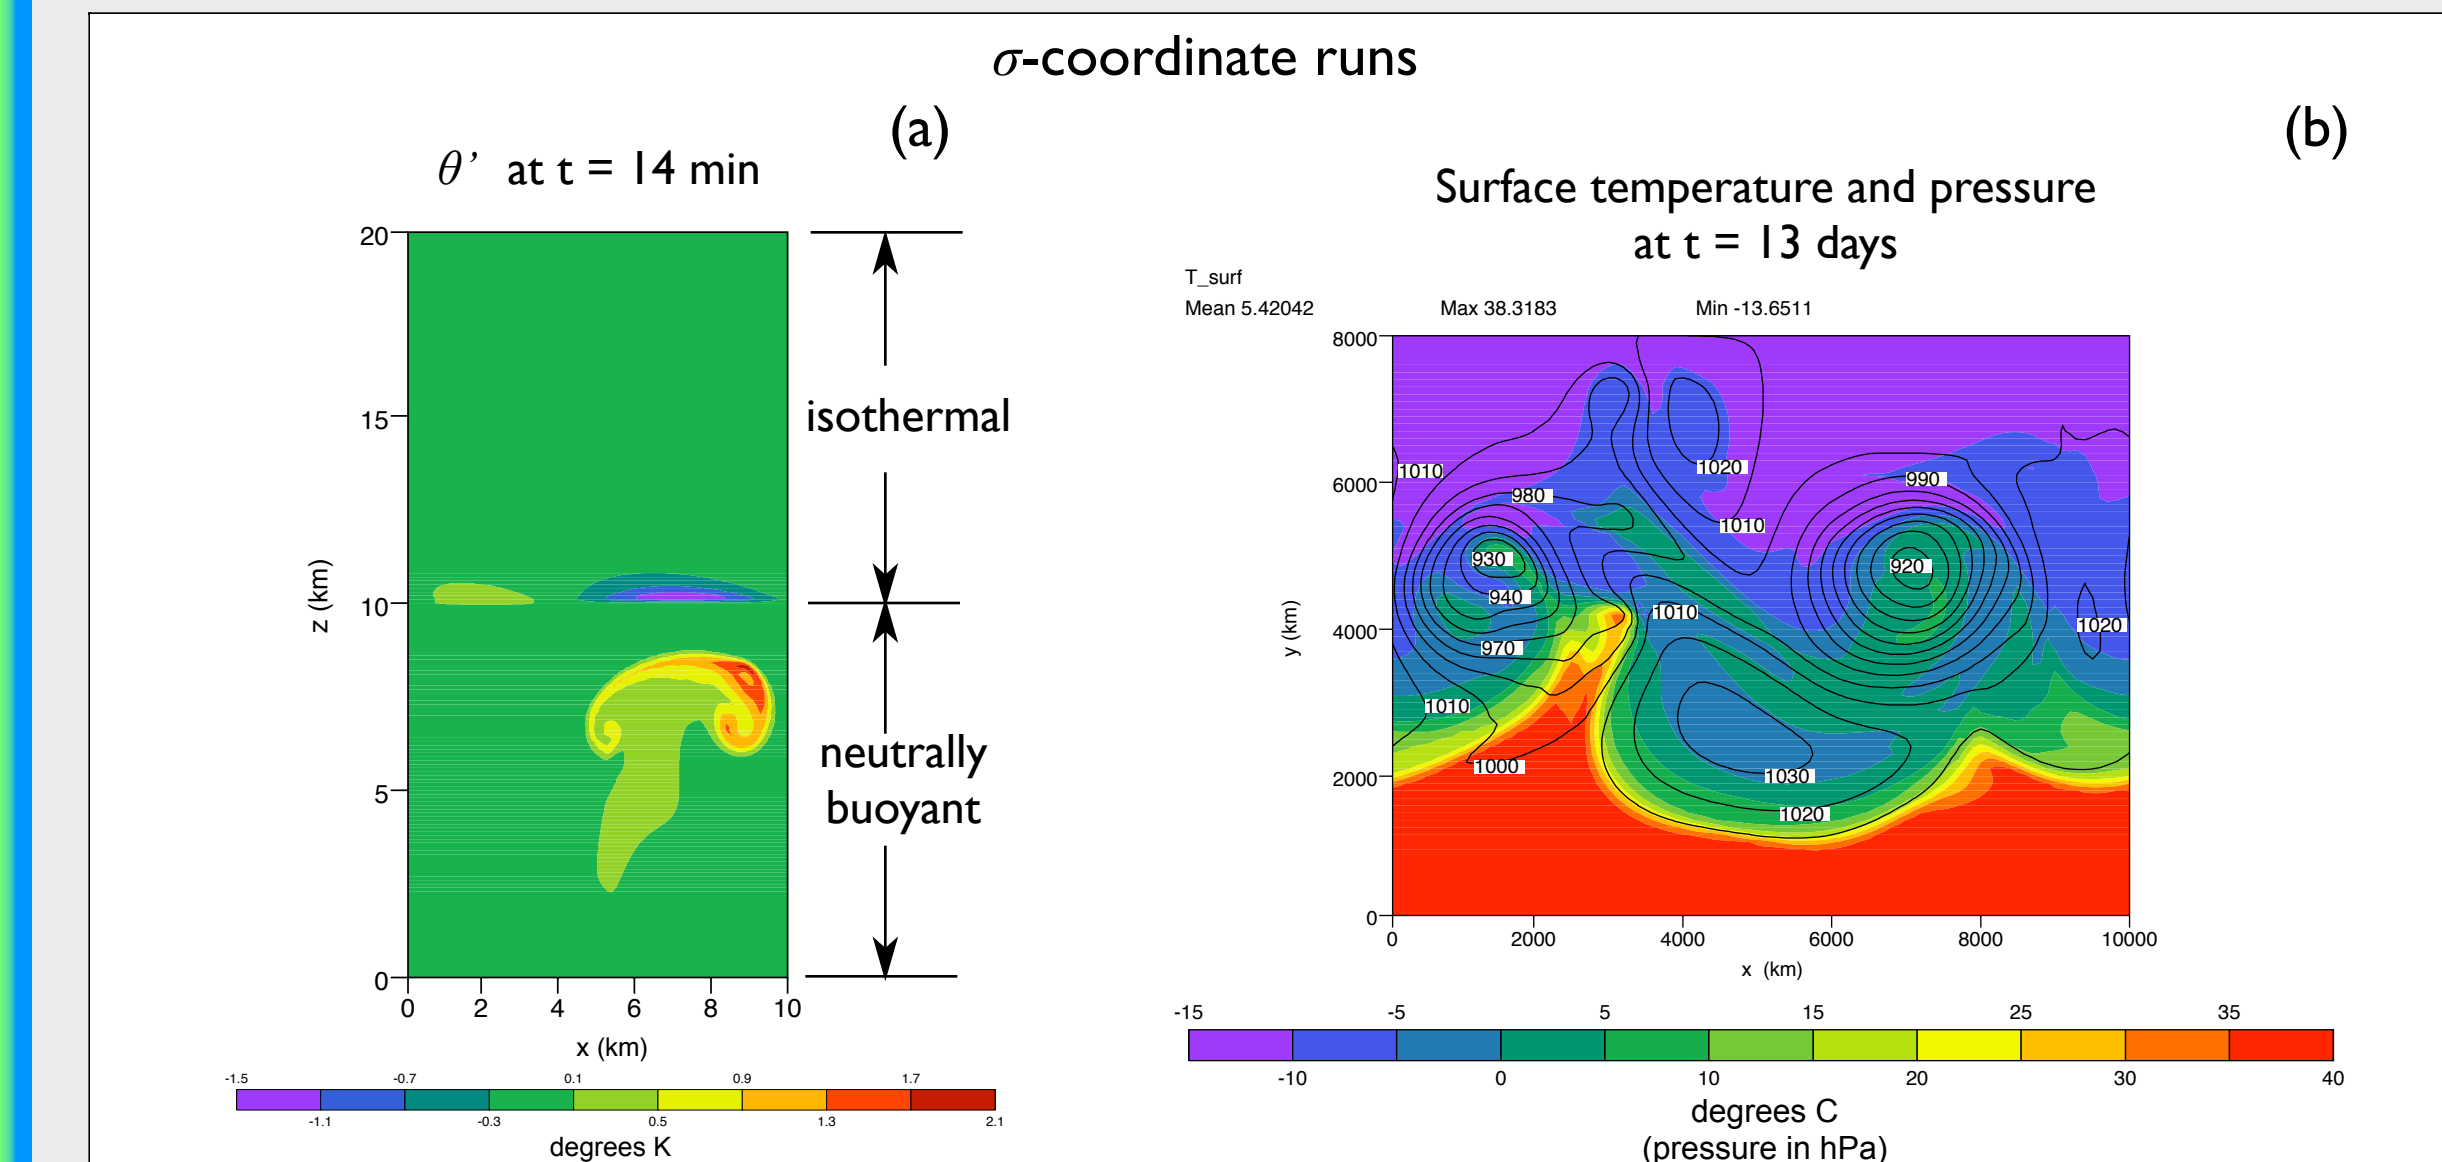 σ-coordinate runs
(a)
(b)
θ’ at t = 14 min
Surface temperature and pressure
at t = 13 days
T_surf
Mean 5.42042 Max 38.3183 Min -13.6511
20
15
10
5
0
z (km)
0 2 4 6 8 10
x (km)
isothermal
neutrally
buoyant
-1.5 -0.7 0.1 0.9 1.7
-1.1 -0.3 0.5 1.3 2.1
degrees K
8000
6000
4000
2000
0
y (km)
1010
1020
990
980
1010
930
920
940
1010
1020
970
1010
1000
1030
1020
0 2000 4000 6000 8000 10000
x (km)
-15 -5 5 15 25 35
-10 0 10 20 30 40
degrees C
(pressure in hPa)